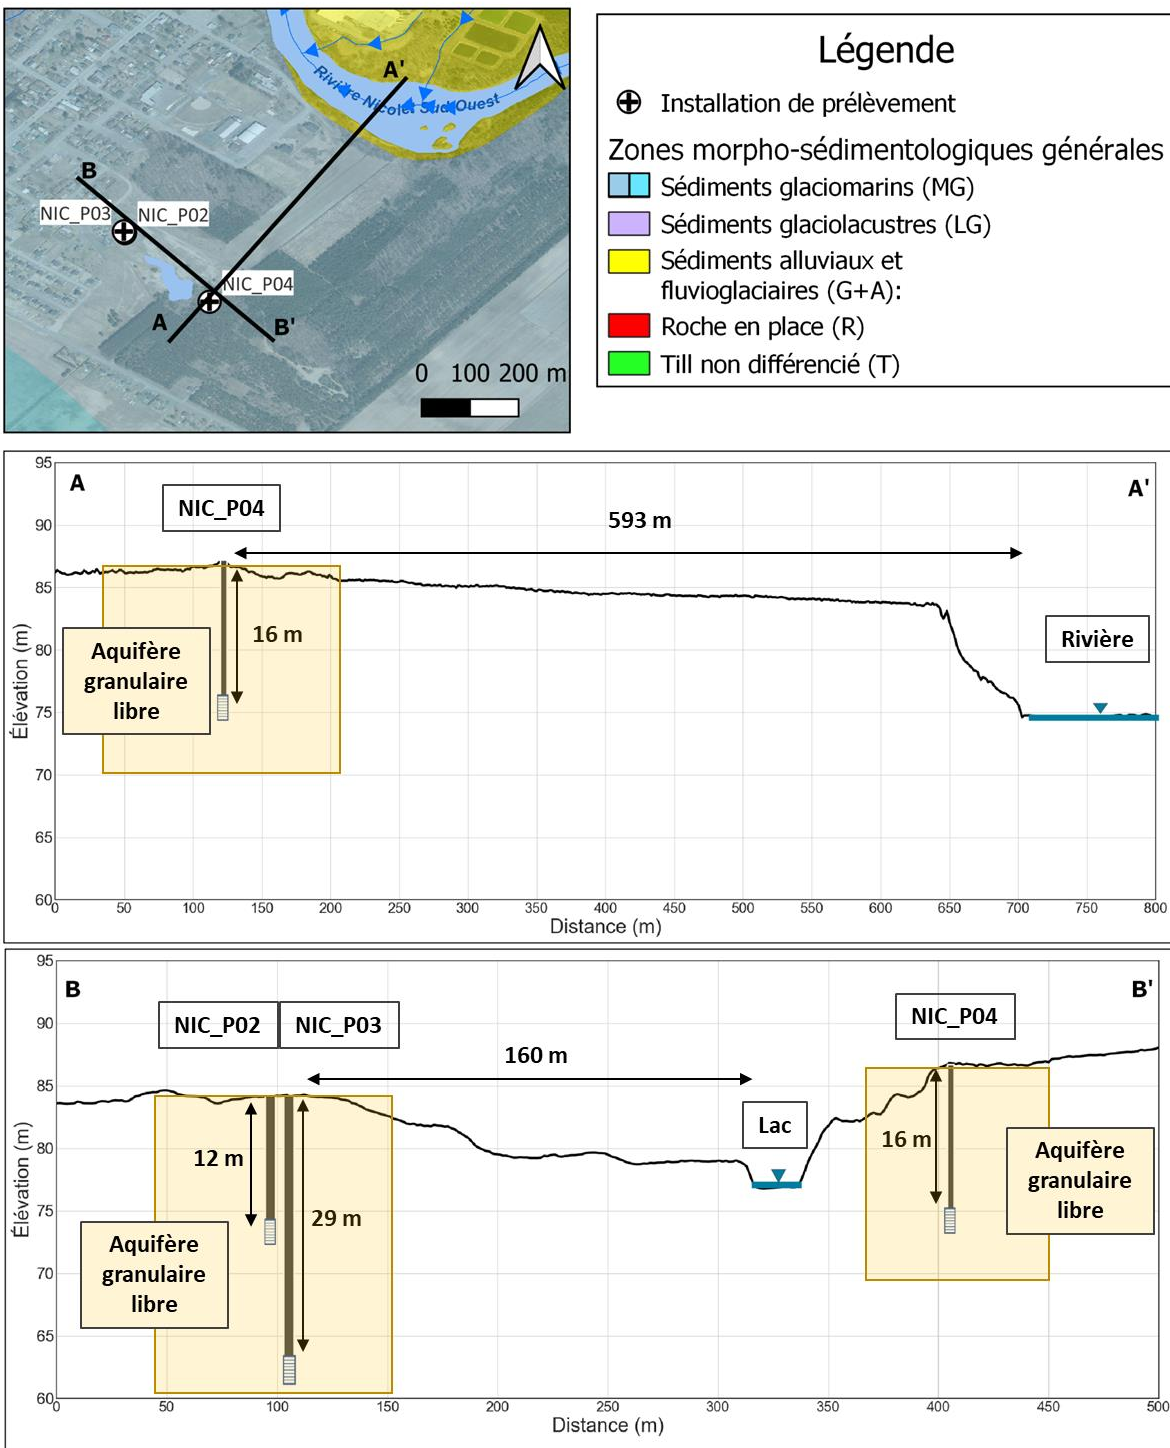 A'
Rivière Nicolet Sud-Ouest
B
NIC_P03
NIC_P02
NIC_P04
A
B'
0 100 200 m
Légende
Installation de prélèvement
Zones morpho-sédimentologiques générales
Sédiments glaciomarins (MG)
Sédiments glaciolacustres (LG)
Sédiments alluviaux et
fluvioglaciaires (G+A):
Roche en place (R)
Till non différencié (T)
A
A'
NIC_P04
593 m
16 m
Aquifère
granulaire
libre
Rivière
Élévation (m)
95
90
85
80
75
70
65
60
0 50 100 150 200 250 300 350 400 450 500 550 600 650 700 750 800
Distance (m)
B
B'
NIC_P02
NIC_P03
NIC_P04
160 m
Lac
12 m
29 m
16 m
Aquifère
granulaire
libre
Aquifère
granulaire
libre
Élévation (m)
95
90
85
80
75
70
65
60
0 50 100 150 200 250 300 350 400 450 500
Distance (m)